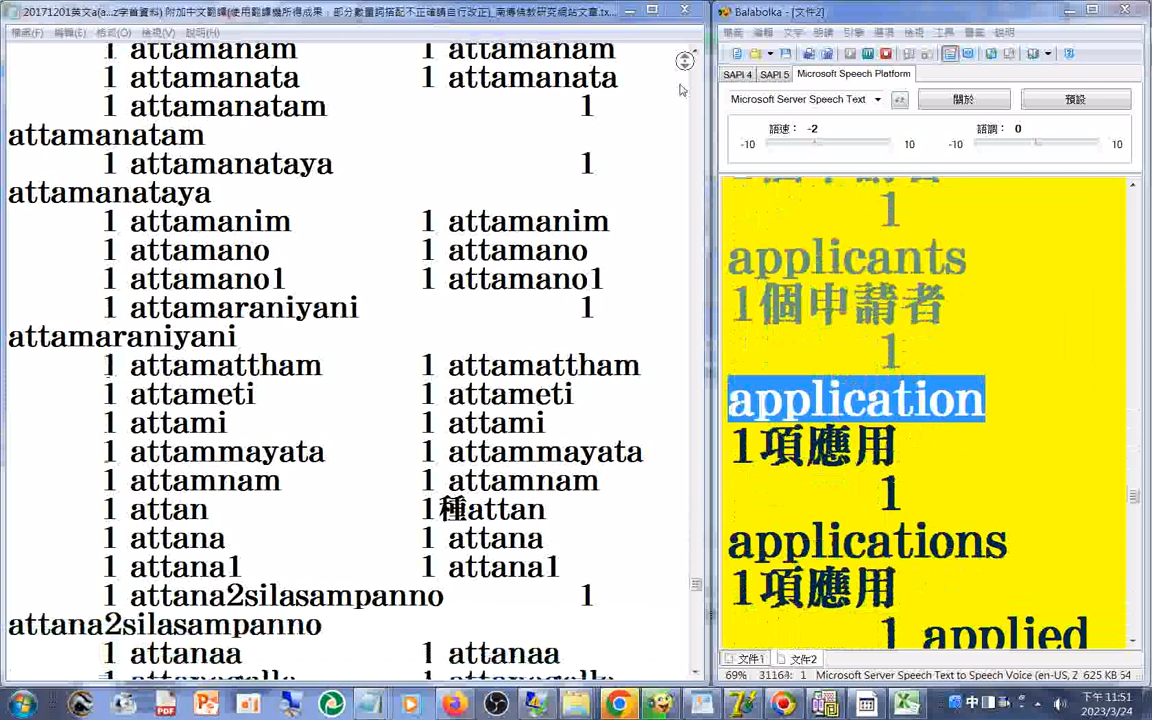 20171201英文a(a...z字首資料) 附加中文翻譯(使用翻譯機所得成果﹐部分數量詞搭配不正確請自行改正)_南傳佛教研究網站文章.tx...
檔案(F) 編輯(E) 格式(O) 檢視(V) 說明(H)
1 attamanam 1 attamanam
1 attamanata 1 attamanata
1 attamanatam 1
attamanatam
1 attamanataya 1
attamanataya
1 attamanim 1 attamanim
1 attamano 1 attamano
1 attamano1 1 attamano1
1 attamaraniyani 1
attamaraniyani
1 attamattham 1 attamattham
1 attameti 1 attameti
1 attami 1 attami
1 attammayata 1 attammayata
1 attamnam 1 attamnam
1 attan 1種attan
1 attana 1 attana
1 attana1 1 attana1
1 attana2silasampanno 1
attana2silasampanno
1 attanaa 1 attanaa
Balabolka - [文件2]
檔案 編輯 文字 朗讀 引擎 選項 檢視 工具 視窗 說明
SAPI 4 SAPI 5 Microsoft Speech Platform
Microsoft Server Speech Text 關於 預設
語速： -2 語調： 0
-10 10 -10 10
1
applicants
1個申請者
1
application
1項應用
1
applications
1項應用
1 applied
文件1 文件2
69% 31164: 1 Microsoft Server Speech Text to Speech Voice (en-US, 625 KB 54
中
下午 11:51
2023/3/24